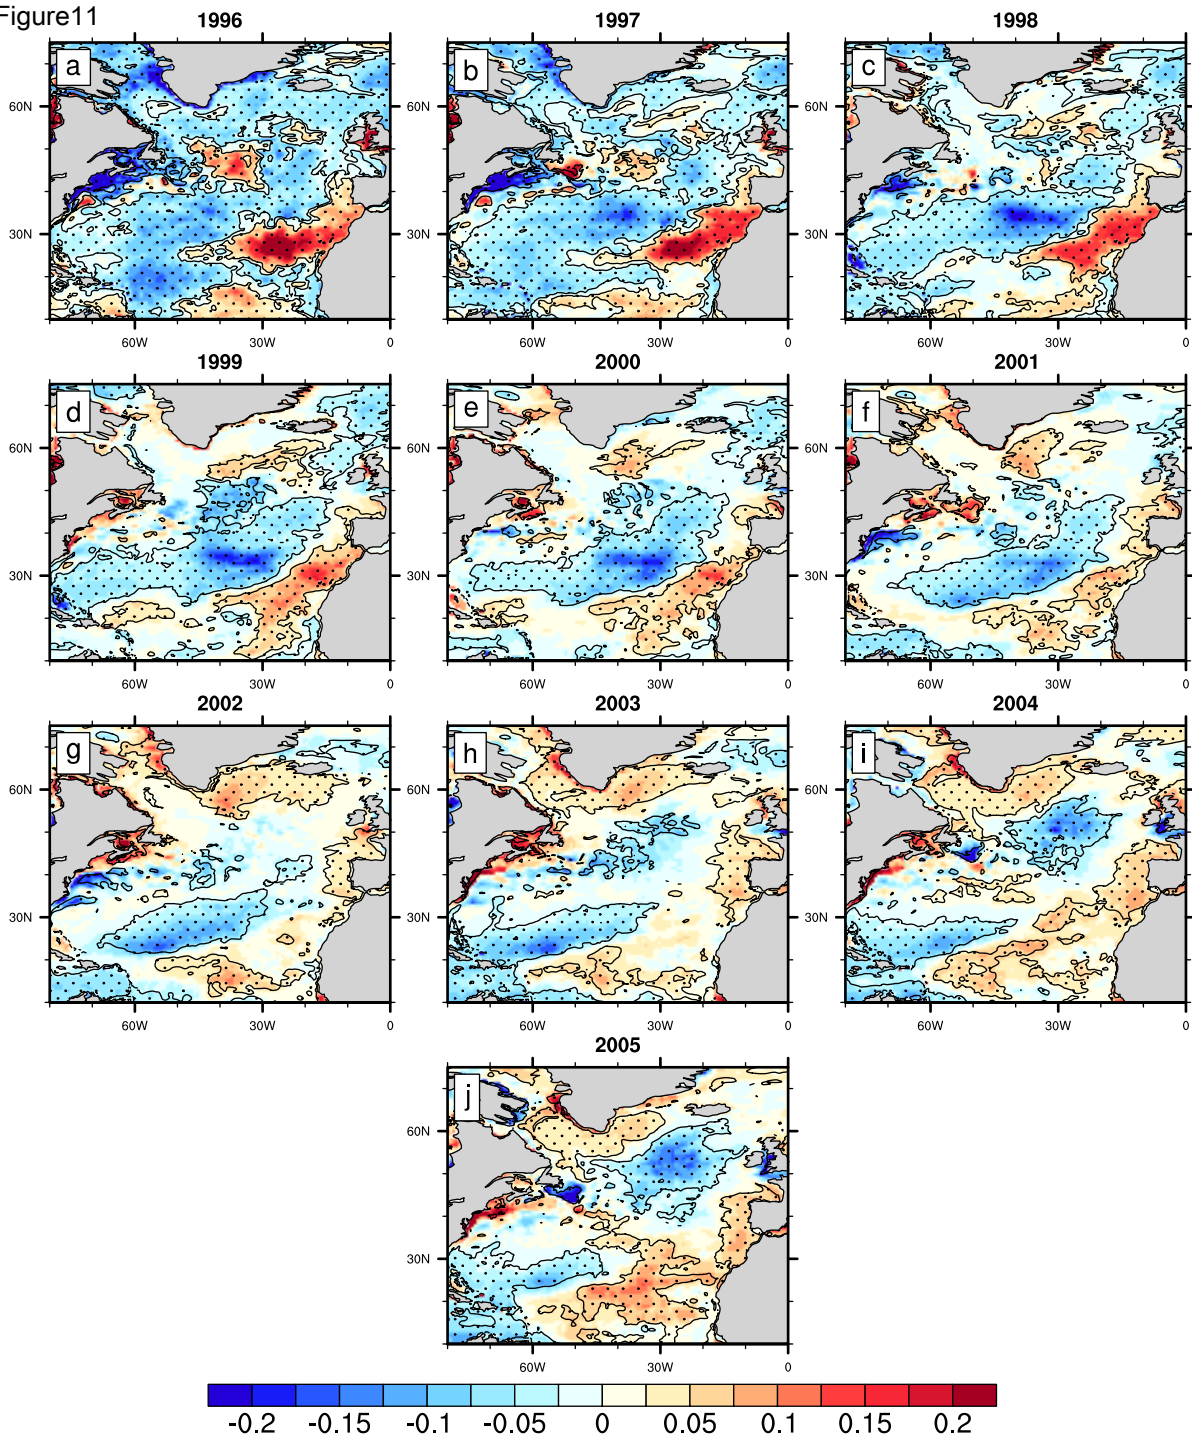 Figure11
1996 1997 1998
a b c
60N 60N 60N
30N 30N 30N
60W 30W 0 60W 30W 0 60W 30W 0
1999 2000 2001
d e f
60N 60N 60N
30N 30N 30N
60W 30W 0 60W 30W 0 60W 30W 0
2002 2003 2004
g h i
60N 60N 60N
30N 30N 30N
60W 30W 0 60W 30W 0 60W 30W 0
2005
j
60N
30N
60W 30W 0
-0.2 -0.15 -0.1 -0.05 0 0.05 0.1 0.15 0.2